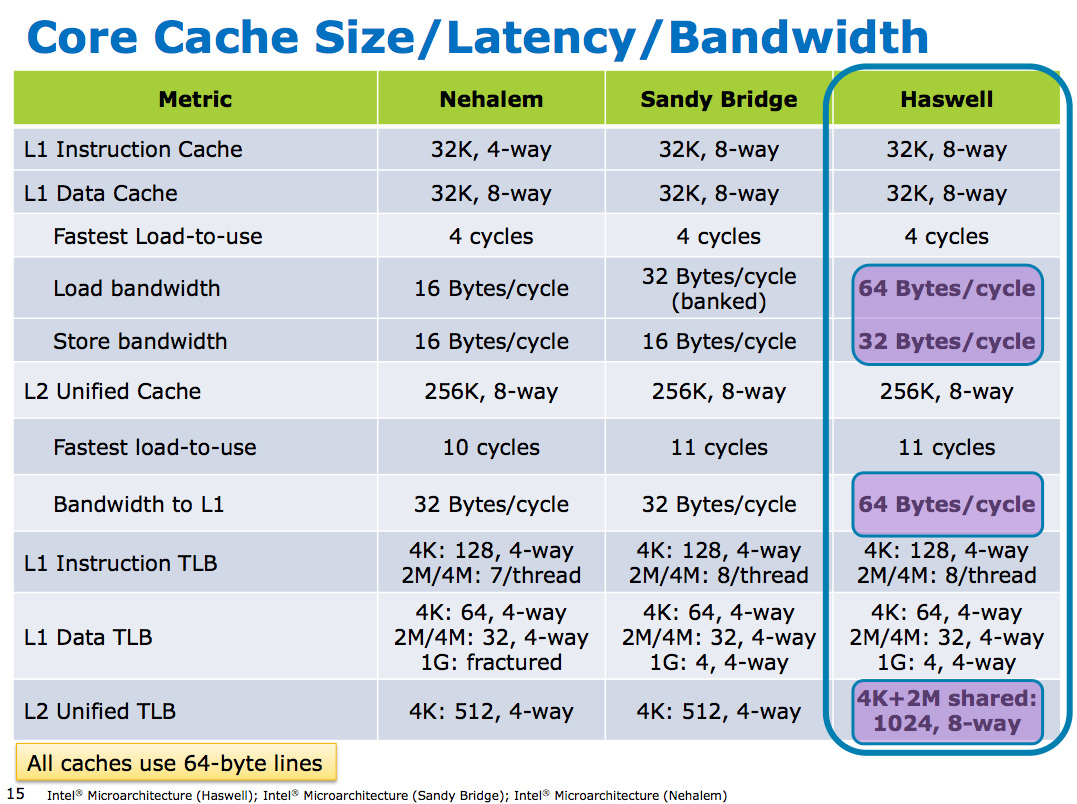 Core Cache Size/Latency/Bandwidth
Metric Nehalem Sandy Bridge Haswell
L1 Instruction Cache 32K, 4-way 32K, 8-way 32K, 8-way
L1 Data Cache 32K, 8-way 32K, 8-way 32K, 8-way
Fastest Load-to-use 4 cycles 4 cycles 4 cycles
Load bandwidth 16 Bytes/cycle 32 Bytes/cycle (banked) 64 Bytes/cycle
Store bandwidth 16 Bytes/cycle 16 Bytes/cycle 32 Bytes/cycle
L2 Unified Cache 256K, 8-way 256K, 8-way 256K, 8-way
Fastest load-to-use 10 cycles 11 cycles 11 cycles
Bandwidth to L1 32 Bytes/cycle 32 Bytes/cycle 64 Bytes/cycle
L1 Instruction TLB
4K: 128, 4-way 4K: 128, 4-way 4K: 128, 4-way
2M/4M: 7/thread 2M/4M: 8/thread 2M/4M: 8/thread
L1 Data TLB
4K: 64, 4-way 4K: 64, 4-way 4K: 64, 4-way
2M/4M: 32, 4-way 2M/4M: 32, 4-way 2M/4M: 32, 4-way
1G: fractured 1G: 4, 4-way 1G: 4, 4-way
L2 Unified TLB 4K: 512, 4-way 4K: 512, 4-way 4K+2M shared: 1024, 8-way
All caches use 64-byte lines
15 Intel® Microarchitecture (Haswell); Intel® Microarchitecture (Sandy Bridge); Intel® Microarchitecture (Nehalem)